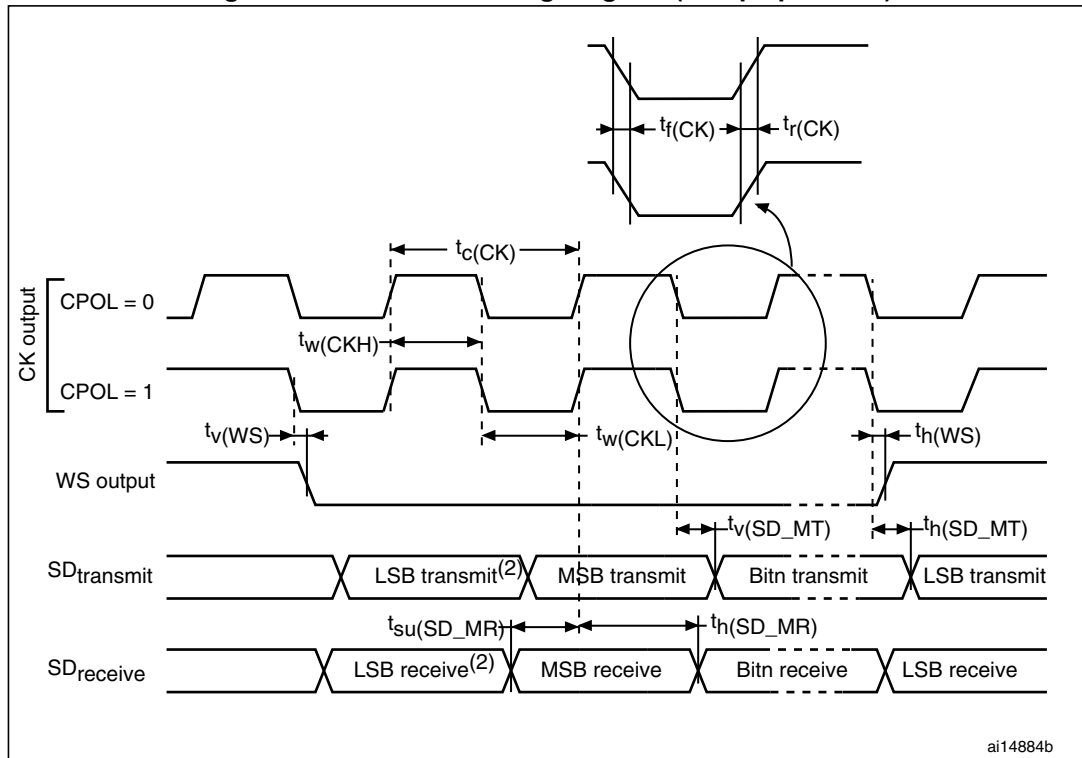 tf(CK)
tr(CK)
tc(CK)
CK output
CPOL = 0
tw(CKH)
CPOL = 1
tv(WS)
tw(CKL)
th(WS)
WS output
tv(SD_MT)
th(SD_MT)
SDtransmit
LSB transmit(2)
MSB transmit
Bitn transmit
LSB transmit
tsu(SD_MR)
th(SD_MR)
SDreceive
LSB receive(2)
MSB receive
Bitn receive
LSB receive
ai14884b